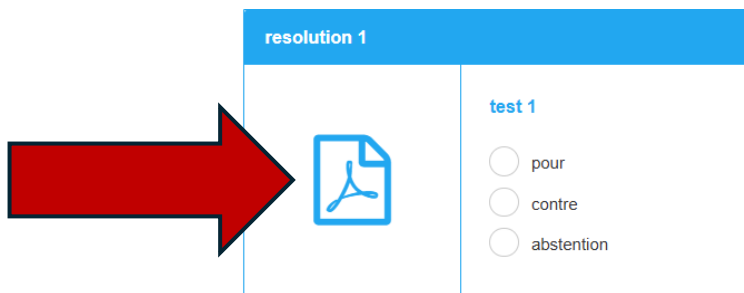 resolution 1
test 1
pour
contre
abstention